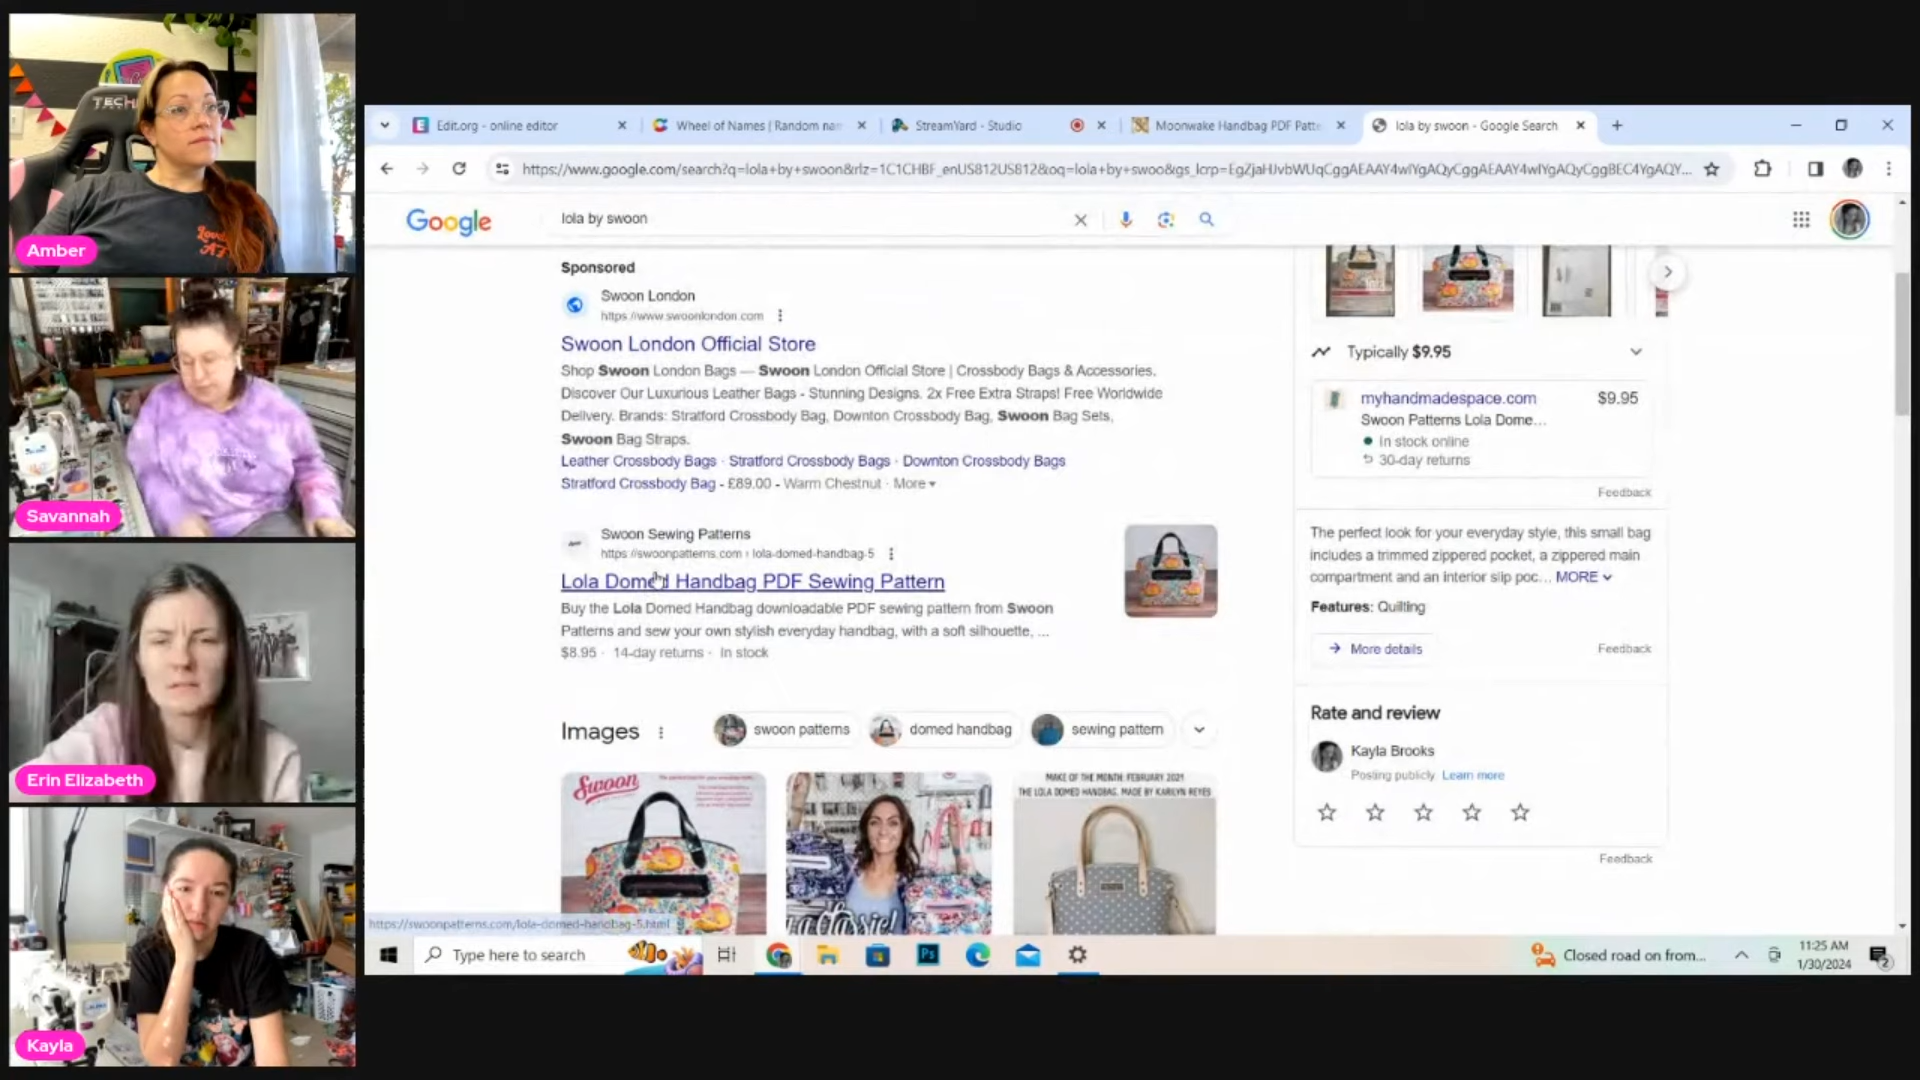 TECH
Amber
Savannah
Erin Elizabeth
Kayla
Edit.org - online editor
Wheel of Names | Random nar
StreamYard - Studio
Moonwake Handbag PDF Patte
lola by swoon - Google Search
https://www.google.com/search?q=lola+by+swoon&rlz=1C1CHBF_enUS812US812&oq=lola+by+swoo&gs_lcrp=EgZjaHJvbWUqCggAEAAY4wIYgAQyCggAEAAY4wIYgAQyCggBEC4YgAQY...
Google
lola by swoon
Sponsored
Swoon London
https://www.swoonlondon.com
Swoon London Official Store
Shop Swoon London Bags — Swoon London Official Store | Crossbody Bags & Accessories.
Discover Our Luxurious Leather Bags - Stunning Designs. 2x Free Extra Straps! Free Worldwide
Delivery. Brands: Stratford Crossbody Bag, Downton Crossbody Bag, Swoon Bag Sets,
Swoon Bag Straps.
Leather Crossbody Bags · Stratford Crossbody Bags · Downton Crossbody Bags
Stratford Crossbody Bag - £89.00 - Warm Chestnut · More
Swoon Sewing Patterns
https://swoonpatterns.com › lola-domed-handbag-5
Lola Domed Handbag PDF Sewing Pattern
Buy the Lola Domed Handbag downloadable PDF sewing pattern from Swoon
Patterns and sew your own stylish everyday handbag, with a soft silhouette, ...
$8.95 · 14-day returns · In stock
Images
swoon patterns
domed handbag
sewing pattern
Swoon
MAKE OF THE MONTH: FEBRUARY 2021
THE LOLA DOMED HANDBAG. MADE BY KARILYN REYES
Typically $9.95
myhandmadespace.com
$9.95
Swoon Patterns Lola Dome...
In stock online
30-day returns
Feedback
The perfect look for your everyday style, this small bag
includes a trimmed zippered pocket, a zippered main
compartment and an interior slip poc... MORE
Features: Quilting
More details
Feedback
Rate and review
Kayla Brooks
Posting publicly Learn more
Feedback
https://swoonpatterns.com/lola-domed-handbag-5.html
Type here to search
Ps
Closed road on from...
11:25 AM
1/30/2024
2